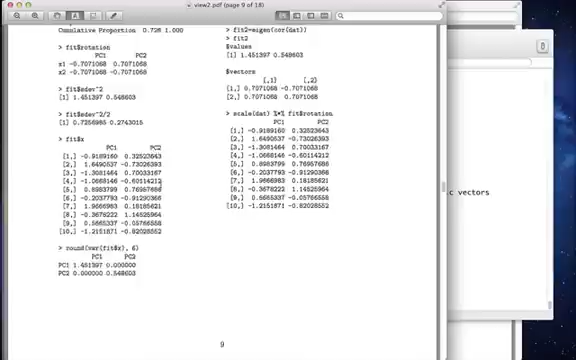 view2.pdf (page 9 of 18)
Cumulative Proportion 0.726 1.000
> fit$rotation
PC1 PC2
x1 -0.7071068 0.7071068
x2 -0.7071068 -0.7071068
> fit$sdev^2
[1] 1.451397 0.548603
> fit$sdev^2/2
[1] 0.7256985 0.2743015
> fit$x
PC1 PC2
[1,] -0.9189160 0.32523643
[2,] 1.6490537 -0.73026393
[3,] -1.3081464 0.70033167
[4,] -1.0668146 -0.60114212
[5,] 0.8983799 0.76957686
[6,] -0.2037793 -0.91290366
[7,] 1.9666033 0.18185621
[8,] -0.3678222 1.14525964
[9,] 0.5665337 -0.05766558
[10,] -1.2151871 -0.82028552
> round(var(fit$x), 6)
PC1 PC2
PC1 1.451397 0.000000
PC2 0.000000 0.548603
> fit2=eigen(cor(dat))
> fit2
$values
[1] 1.451397 0.548603
$vectors
[,1] [,2]
[1,] 0.7071068 -0.7071068
[2,] 0.7071068 0.7071068
> scale(dat) %*% fit$rotation
PC1 PC2
[1,] -0.9189160 0.32523643
[2,] 1.6490537 -0.73026393
[3,] -1.3081464 0.70033167
[4,] -1.0668146 -0.60114212
[5,] 0.8983799 0.76957686
[6,] -0.2037793 -0.91290366
[7,] 1.9666033 0.18185621
[8,] -0.3678222 1.14525964
[9,] 0.5665337 -0.05766558
[10,] -1.2151871 -0.82028552
9
c vectors